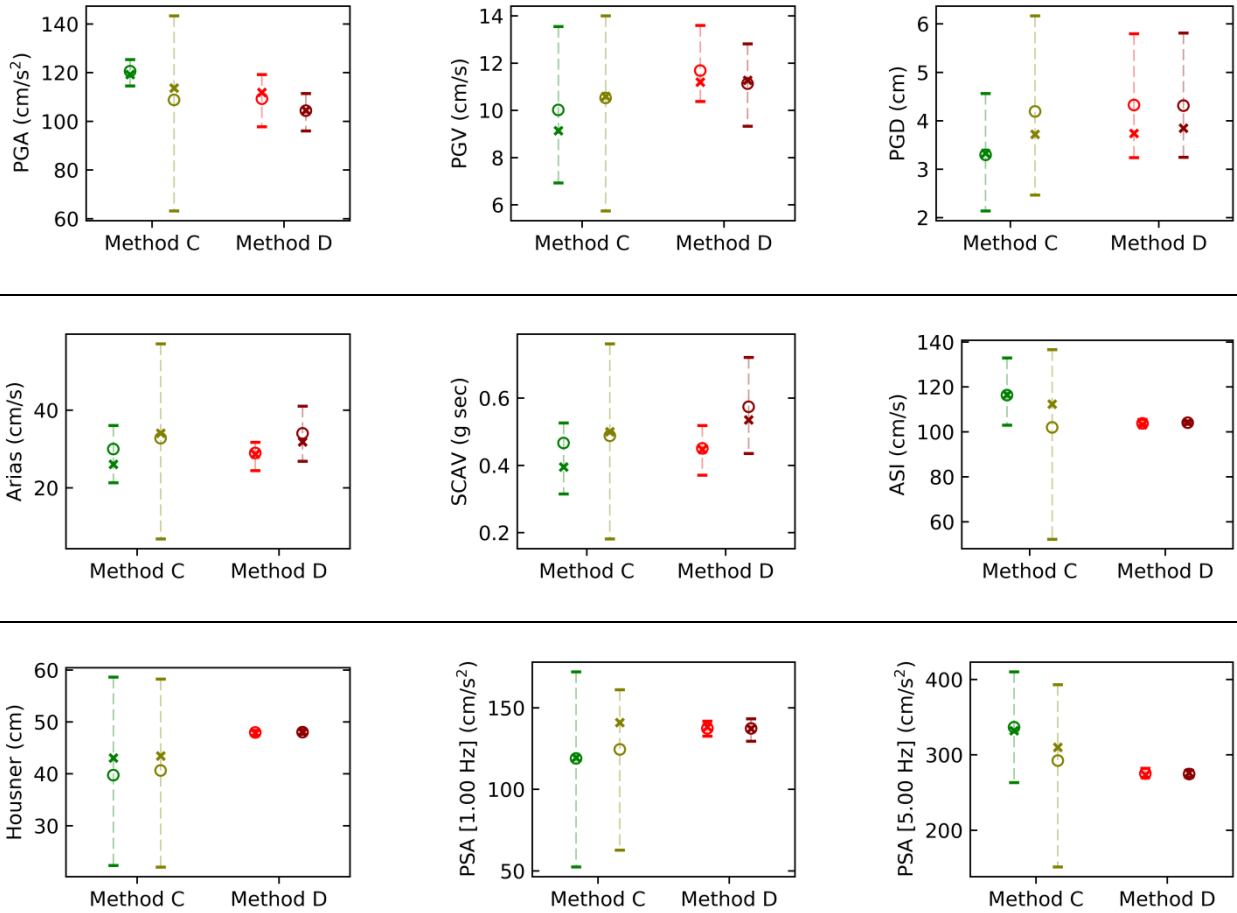 PGA (cm/s²)
140
120
100
80
60
Method C
Method D
PGV (cm/s)
14
12
10
8
6
Method C
Method D
PGD (cm)
6
5
4
3
2
Method C
Method D
Arias (cm/s)
40
20
Method C
Method D
SCAV (g sec)
0.6
0.4
0.2
Method C
Method D
ASI (cm/s)
140
120
100
80
60
Method C
Method D
Housner (cm)
60
50
40
30
Method C
Method D
PSA [1.00 Hz] (cm/s²)
150
100
50
Method C
Method D
PSA [5.00 Hz] (cm/s²)
400
300
200
Method C
Method D